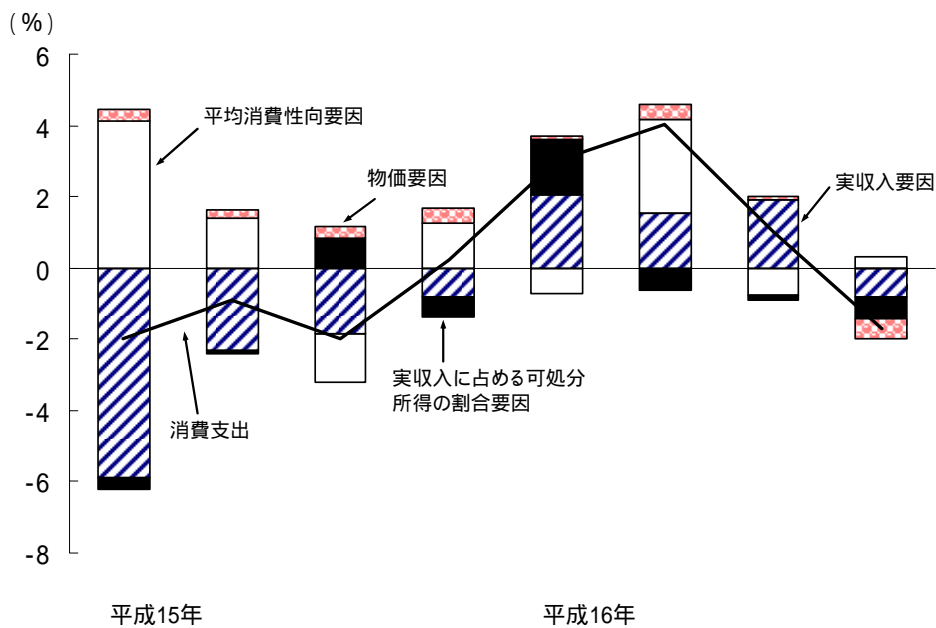 (%)
6
4
2
0
-2
-4
-6
-8
平均消費性向要因
物価要因
実収入要因
実収入に占める可処分
所得の割合要因
消費支出
平成15年
平成16年